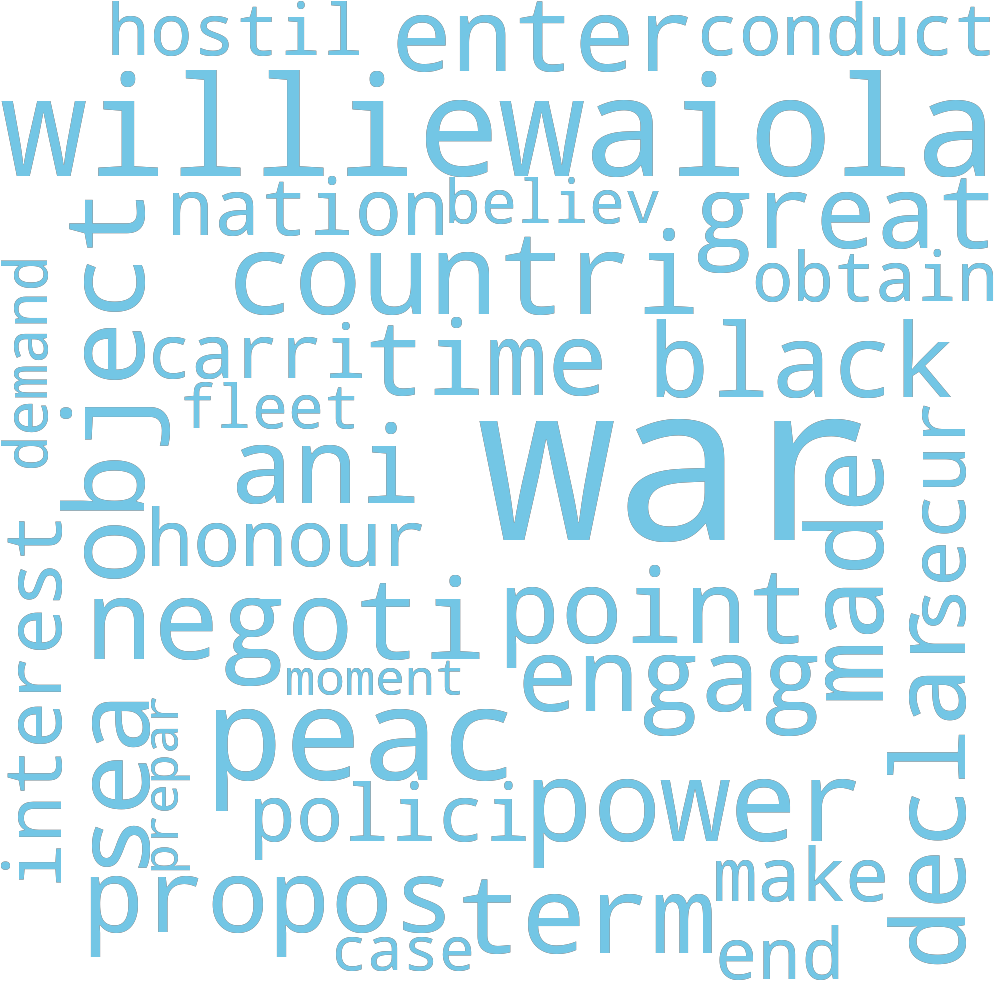 hostil enter conduct
williewaiola
nation believ great
object countri obtain
demand carri time black
fleet
ani war
honour made secur
interest negoti point declar
moment engag
sea prepar peac
polici power
propos term make
case end